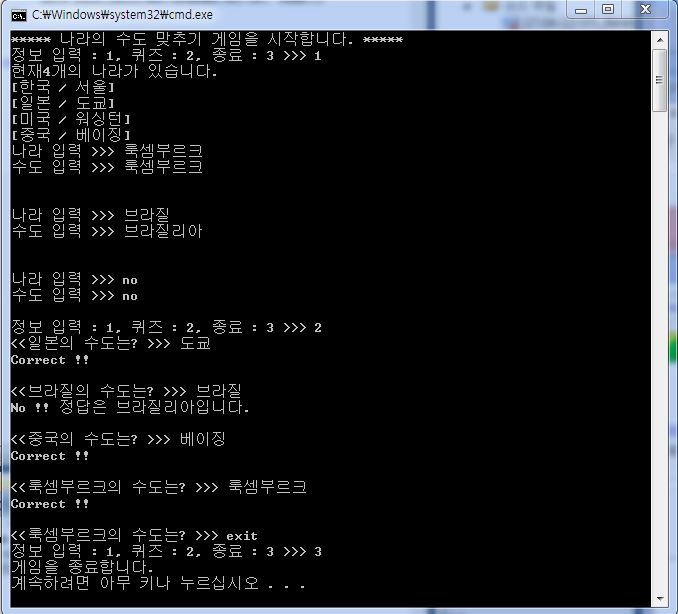 C:₩Windows₩system32₩cmd.exe
***** 나라의 수도 맞추기 게임을 시작합니다. *****
정보 입력 : 1, 퀴즈 : 2, 종료 : 3 >>> 1
현재4개의 나라가 있습니다.
[한국 / 서울]
[일본 / 도쿄]
[미국 / 워싱턴]
[중국 / 베이징]
나라 입력 >>> 룩셈부르크
수도 입력 >>> 룩셈부르크
나라 입력 >>> 브라질
수도 입력 >>> 브라질리아
나라 입력 >>> no
수도 입력 >>> no
정보 입력 : 1, 퀴즈 : 2, 종료 : 3 >>> 2
<<일본의 수도는? >>> 도쿄
Correct !!
<<브라질의 수도는? >>> 브라질
No !! 정답은 브라질리아입니다.
<<중국의 수도는? >>> 베이징
Correct !!
<<룩셈부르크의 수도는? >>> 룩셈부르크
Correct !!
<<룩셈부르크의 수도는? >>> exit
정보 입력 : 1, 퀴즈 : 2, 종료 : 3 >>> 3
게임을 종료합니다.
계속하려면 아무 키나 누르십시오 . . .